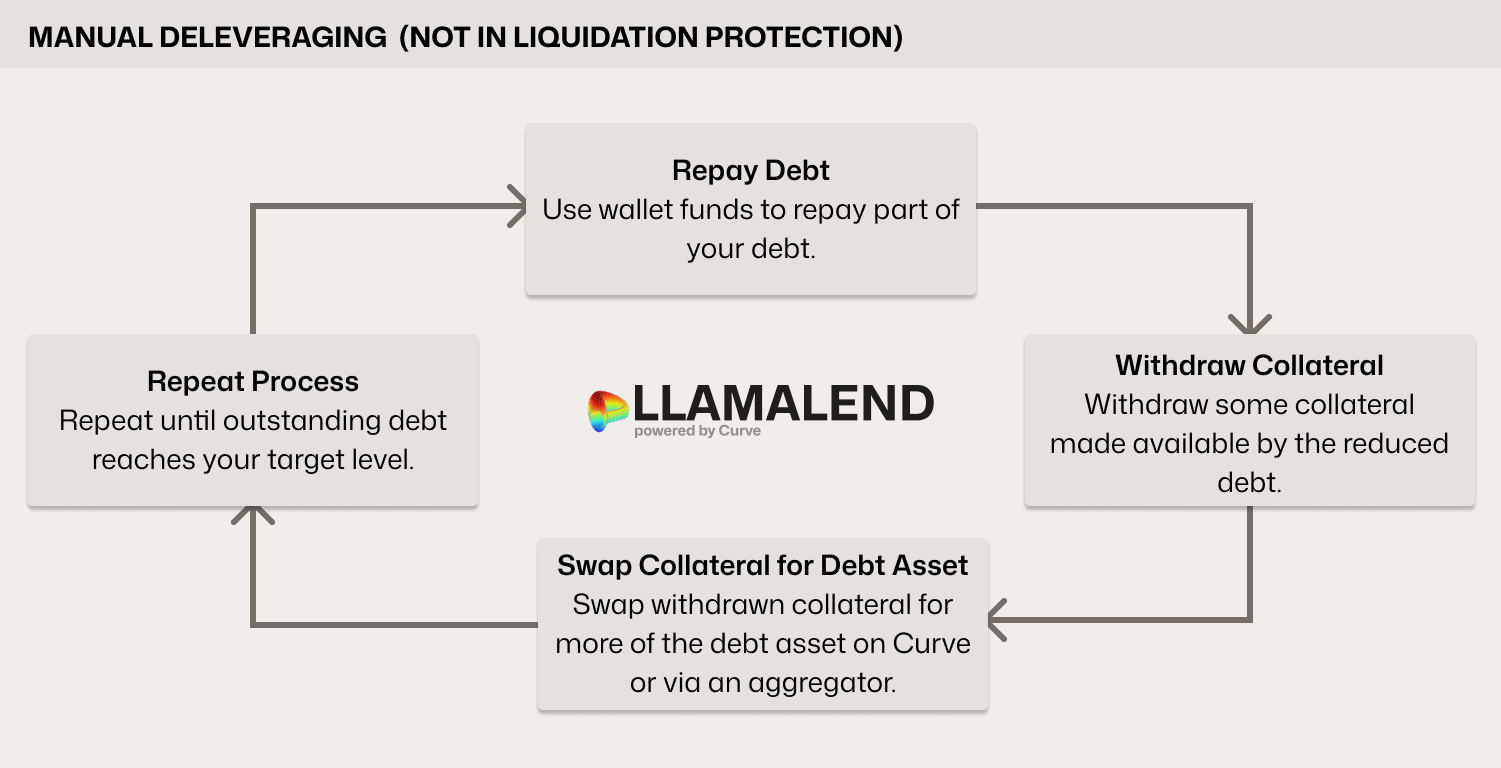 MANUAL DELEVERAGING (NOT IN LIQUIDATION PROTECTION)
Repay Debt
Use wallet funds to repay part of
your debt.
Withdraw Collateral
Withdraw some collateral
made available by the reduced
debt.
Swap Collateral for Debt Asset
Swap withdrawn collateral for
more of the debt asset on Curve
or via an aggregator.
Repeat Process
Repeat until outstanding debt
reaches your target level.
LLAMALEND
powered by Curve